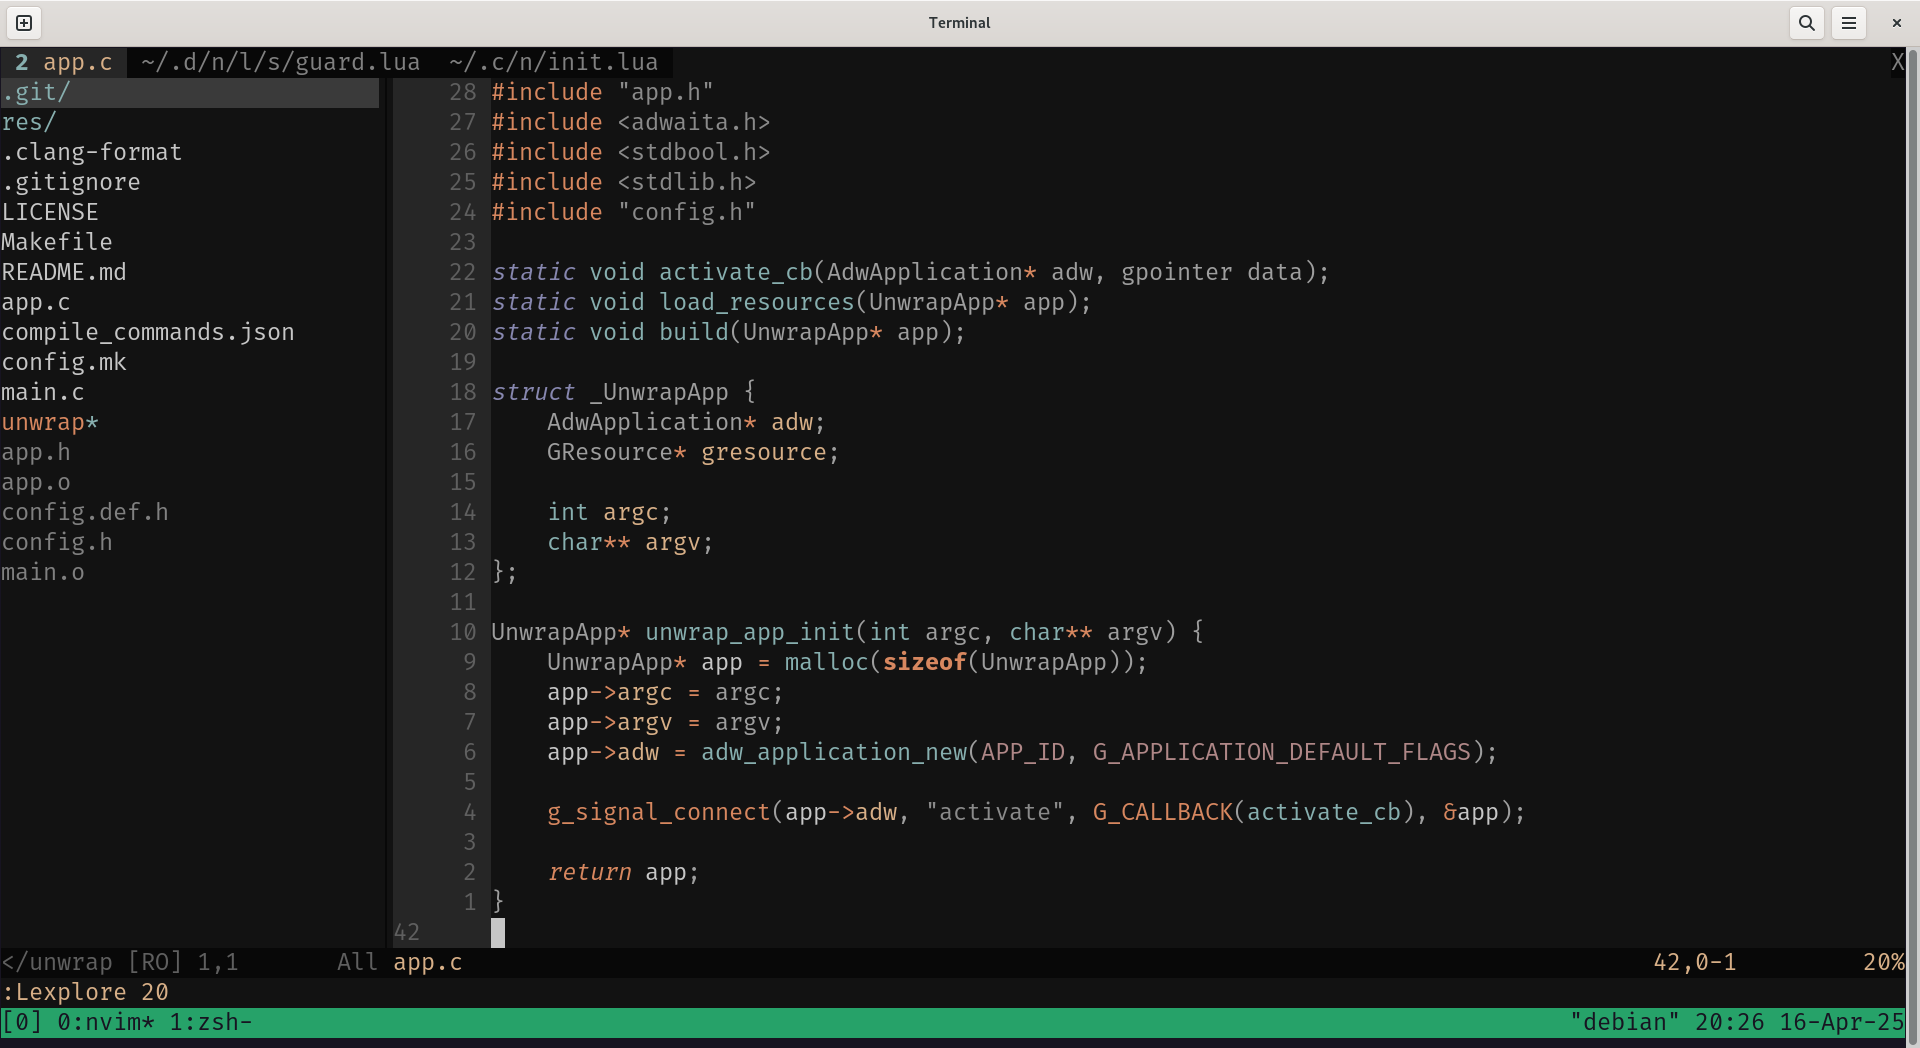 Terminal
2 app.c  ~/.d/n/l/s/guard.lua  ~/.c/n/init.lua X
.git/
res/
.clang-format
.gitignore
LICENSE
Makefile
README.md
app.c
compile_commands.json
config.mk
main.c
unwrap*
app.h
app.o
config.def.h
config.h
main.o
28 #include "app.h"
27 #include <adwaita.h>
26 #include <stdbool.h>
25 #include <stdlib.h>
24 #include "config.h"
23
22 static void activate_cb(AdwApplication* adw, gpointer data);
21 static void load_resources(UnwrapApp* app);
20 static void build(UnwrapApp* app);
19
18 struct _UnwrapApp {
17     AdwApplication* adw;
16     GResource* gresource;
15
14     int argc;
13     char** argv;
12 };
11
10 UnwrapApp* unwrap_app_init(int argc, char** argv) {
9     UnwrapApp* app = malloc(sizeof(UnwrapApp));
8     app->argc = argc;
7     app->argv = argv;
6     app->adw = adw_application_new(APP_ID, G_APPLICATION_DEFAULT_FLAGS);
5
4     g_signal_connect(app->adw, "activate", G_CALLBACK(activate_cb), &app);
3
2     return app;
1 }
42
</unwrap [RO] 1,1       All app.c 42,0-1 20%
:Lexplore 20
[0] 0:nvim* 1:zsh- "debian" 20:26 16-Apr-25